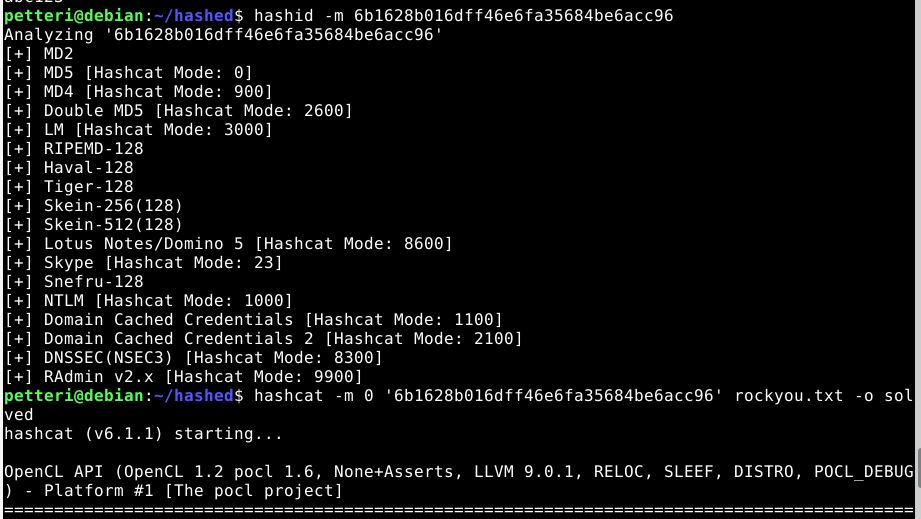 petteri@debian:~/hashed$ hashid -m 6b1628b016dff46e6fa35684be6acc96
Analyzing '6b1628b016dff46e6fa35684be6acc96'
[+] MD2
[+] MD5 [Hashcat Mode: 0]
[+] MD4 [Hashcat Mode: 900]
[+] Double MD5 [Hashcat Mode: 2600]
[+] LM [Hashcat Mode: 3000]
[+] RIPEMD-128
[+] Haval-128
[+] Tiger-128
[+] Skein-256(128)
[+] Skein-512(128)
[+] Lotus Notes/Domino 5 [Hashcat Mode: 8600]
[+] Skype [Hashcat Mode: 23]
[+] Snefru-128
[+] NTLM [Hashcat Mode: 1000]
[+] Domain Cached Credentials [Hashcat Mode: 1100]
[+] Domain Cached Credentials 2 [Hashcat Mode: 2100]
[+] DNSSEC(NSEC3) [Hashcat Mode: 8300]
[+] RAdmin v2.x [Hashcat Mode: 9900]
petteri@debian:~/hashed$ hashcat -m 0 '6b1628b016dff46e6fa35684be6acc96' rockyou.txt -o sol
ved
hashcat (v6.1.1) starting...
OpenCL API (OpenCL 1.2 pocl 1.6, None+Asserts, LLVM 9.0.1, RELOC, SLEEF, DISTRO, POCL_DEBUG
) - Platform #1 [The pocl project]
============================================================================================